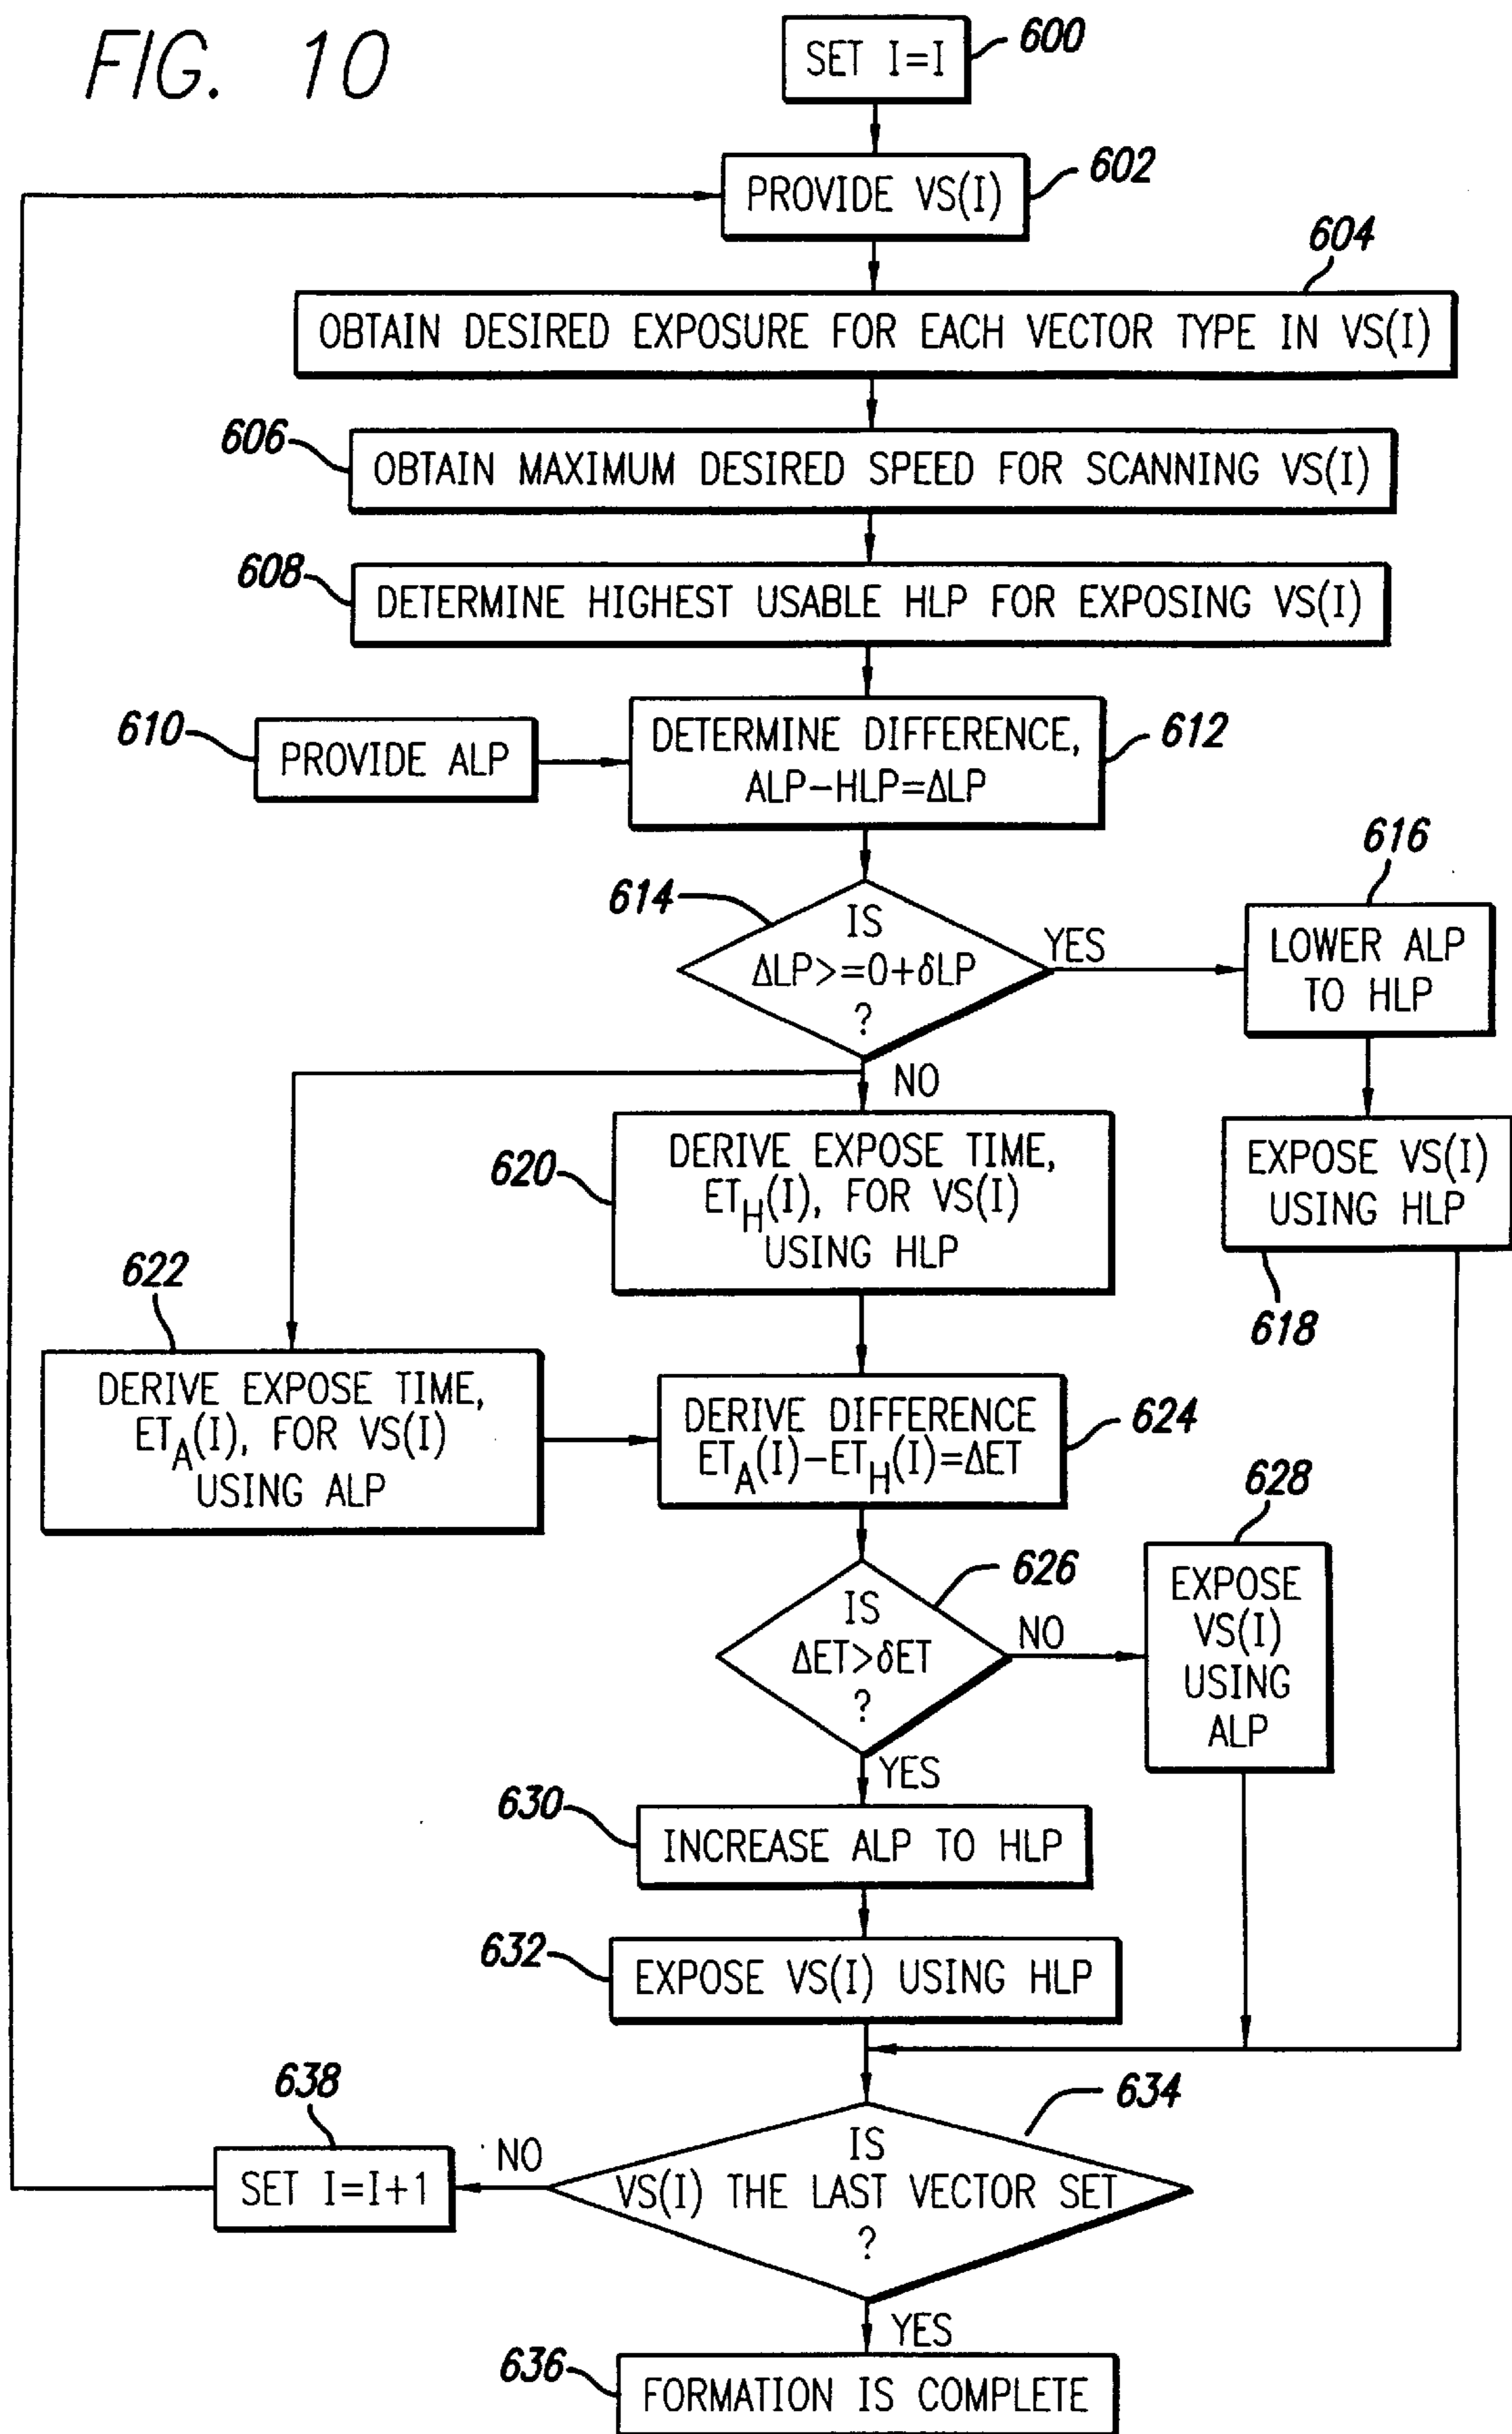 FIG. 10
SET I=I
600
PROVIDE VS(I)
602
604
OBTAIN DESIRED EXPOSURE FOR EACH VECTOR TYPE IN VS(I)
606
OBTAIN MAXIMUM DESIRED SPEED FOR SCANNING VS(I)
608
DETERMINE HIGHEST USABLE HLP FOR EXPOSING VS(I)
610
PROVIDE ALP
DETERMINE DIFFERENCE,
ALP-HLP=ΔLP
612
614
IS
ΔLP>=0+δLP
?
YES
616
LOWER ALP
TO HLP
NO
620
DERIVE EXPOSE TIME,
ET_H(I), FOR VS(I)
USING HLP
EXPOSE VS(I)
USING HLP
618
622
DERIVE EXPOSE TIME,
ET_A(I), FOR VS(I)
USING ALP
DERIVE DIFFERENCE
ET_A(I)-ET_H(I)=ΔET
624
626
IS
ΔET>δET
?
NO
628
EXPOSE
VS(I)
USING
ALP
YES
630
INCREASE ALP TO HLP
632
EXPOSE VS(I) USING HLP
634
IS
VS(I) THE LAST VECTOR SET
?
NO
638
SET I=I+1
YES
636
FORMATION IS COMPLETE